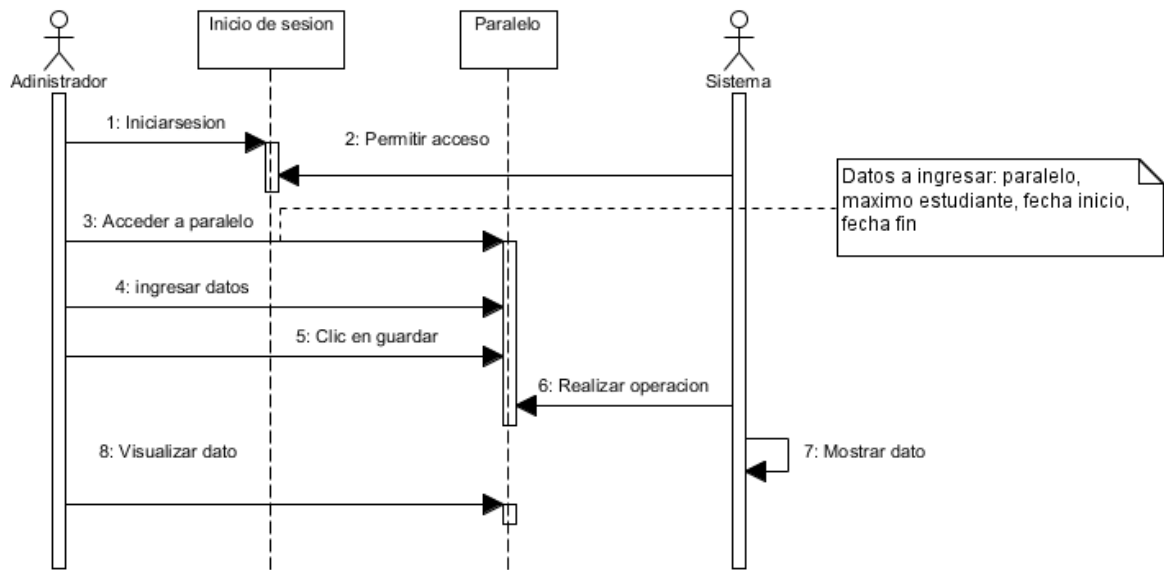 Inicio de sesion
Paralelo
Adinistrador
Sistema
1: Iniciarsesion
2: Permitir acceso
Datos a ingresar: paralelo,
maximo estudiante, fecha inicio,
fecha fin
3: Acceder a paralelo
4: ingresar datos
5: Clic en guardar
6: Realizar operacion
8: Visualizar dato
7: Mostrar dato